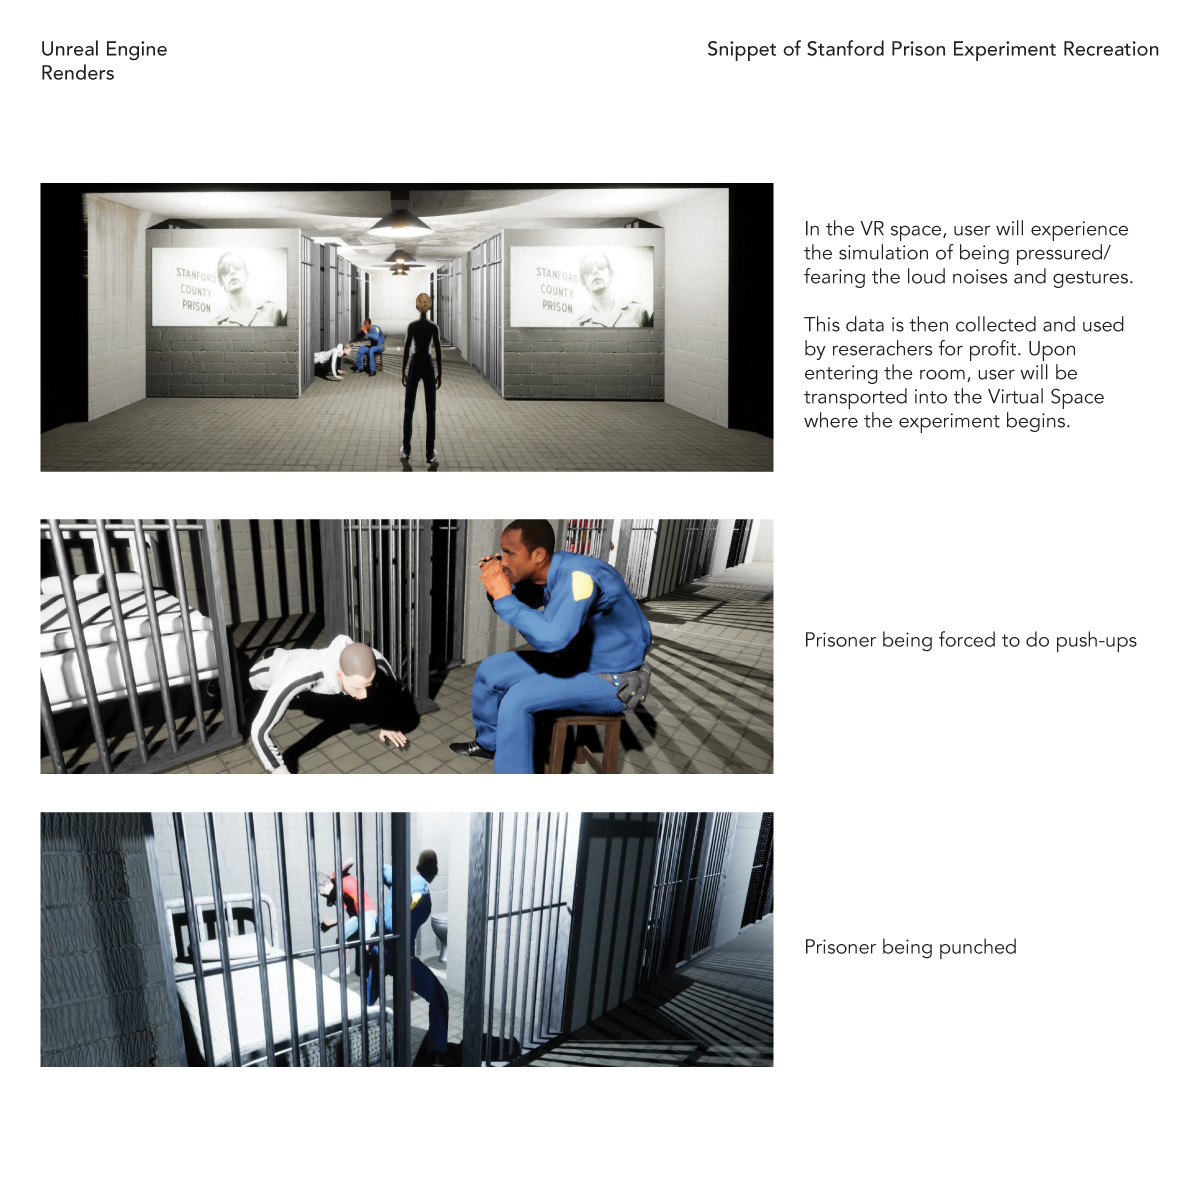 Unreal Engine
Renders
Snippet of Stanford Prison Experiment Recreation
STANFORD
COUNTY
PRISON
STANFORD
COUNTY
PRISON
In the VR space, user will experience
the simulation of being pressured/
fearing the loud noises and gestures.
This data is then collected and used
by reserachers for profit. Upon
entering the room, user will be
transported into the Virtual Space
where the experiment begins.
Prisoner being forced to do push-ups
Prisoner being punched